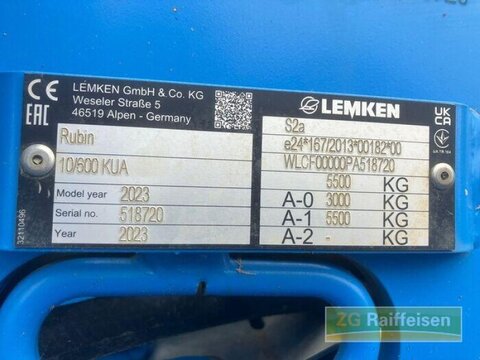 CE
EAC
LEMKEN GmbH & Co. KG
Weseler Straße 5
46519 Alpen - Germany
Rubin
10/600 KUA
Model year 2023
Serial no. 518720
Year 2023
32110496
LEMKEN
S2a
e24*167/2013*00182*00
WLCF00000PA518720
5500 KG
A-0 3000 KG
A-1 5500 KG
A-2 - KG
UK
CA
ZG Raiffeisen